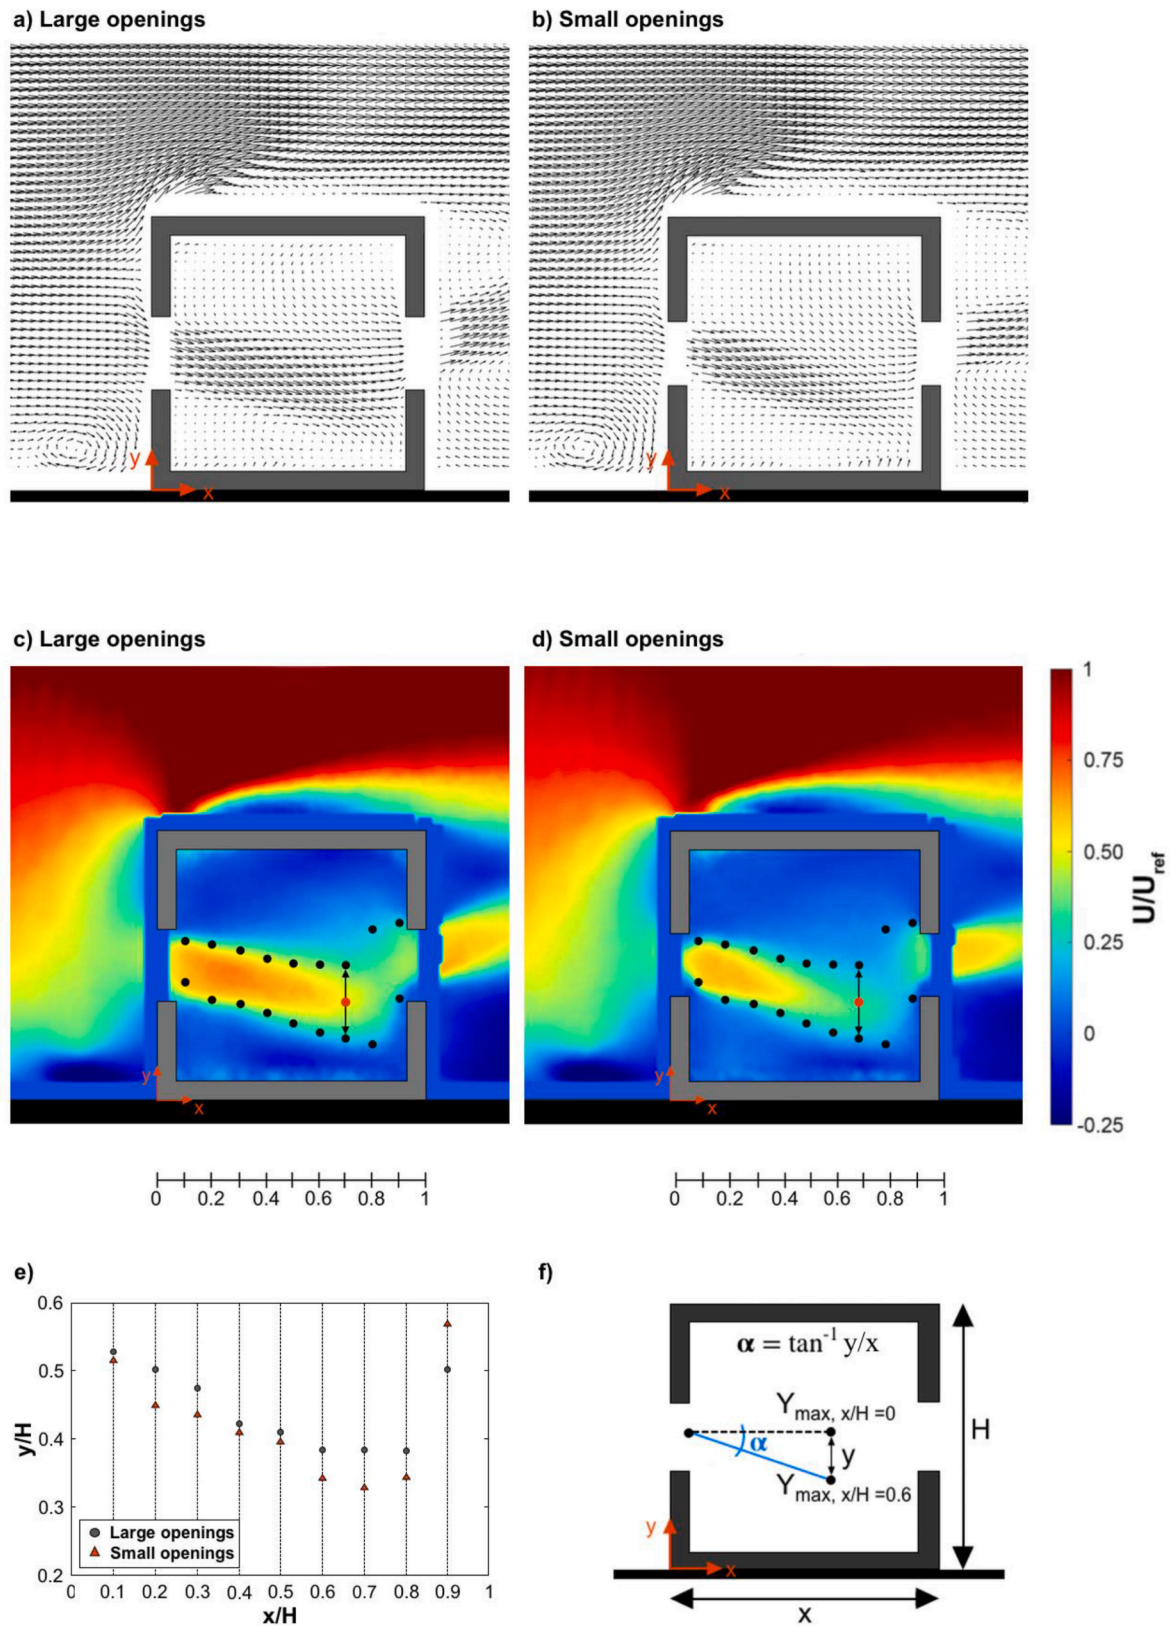 a) Large openings
b) Small openings
y
x
y
x
c) Large openings
d) Small openings
1
0.75
0.50
0.25
0
-0.25
U/Uref
y
x
y
x
0 0.2 0.4 0.6 0.8 1
0 0.2 0.4 0.6 0.8 1
e)
f)
0.6
0.5
0.4
0.3
0.2
y/H
Large openings
Small openings
0 0.1 0.2 0.3 0.4 0.5 0.6 0.7 0.8 0.9 1
x/H
α = tan⁻¹ y/x
Ymax, x/H =0
α
y
Ymax, x/H =0.6
H
y
x
x